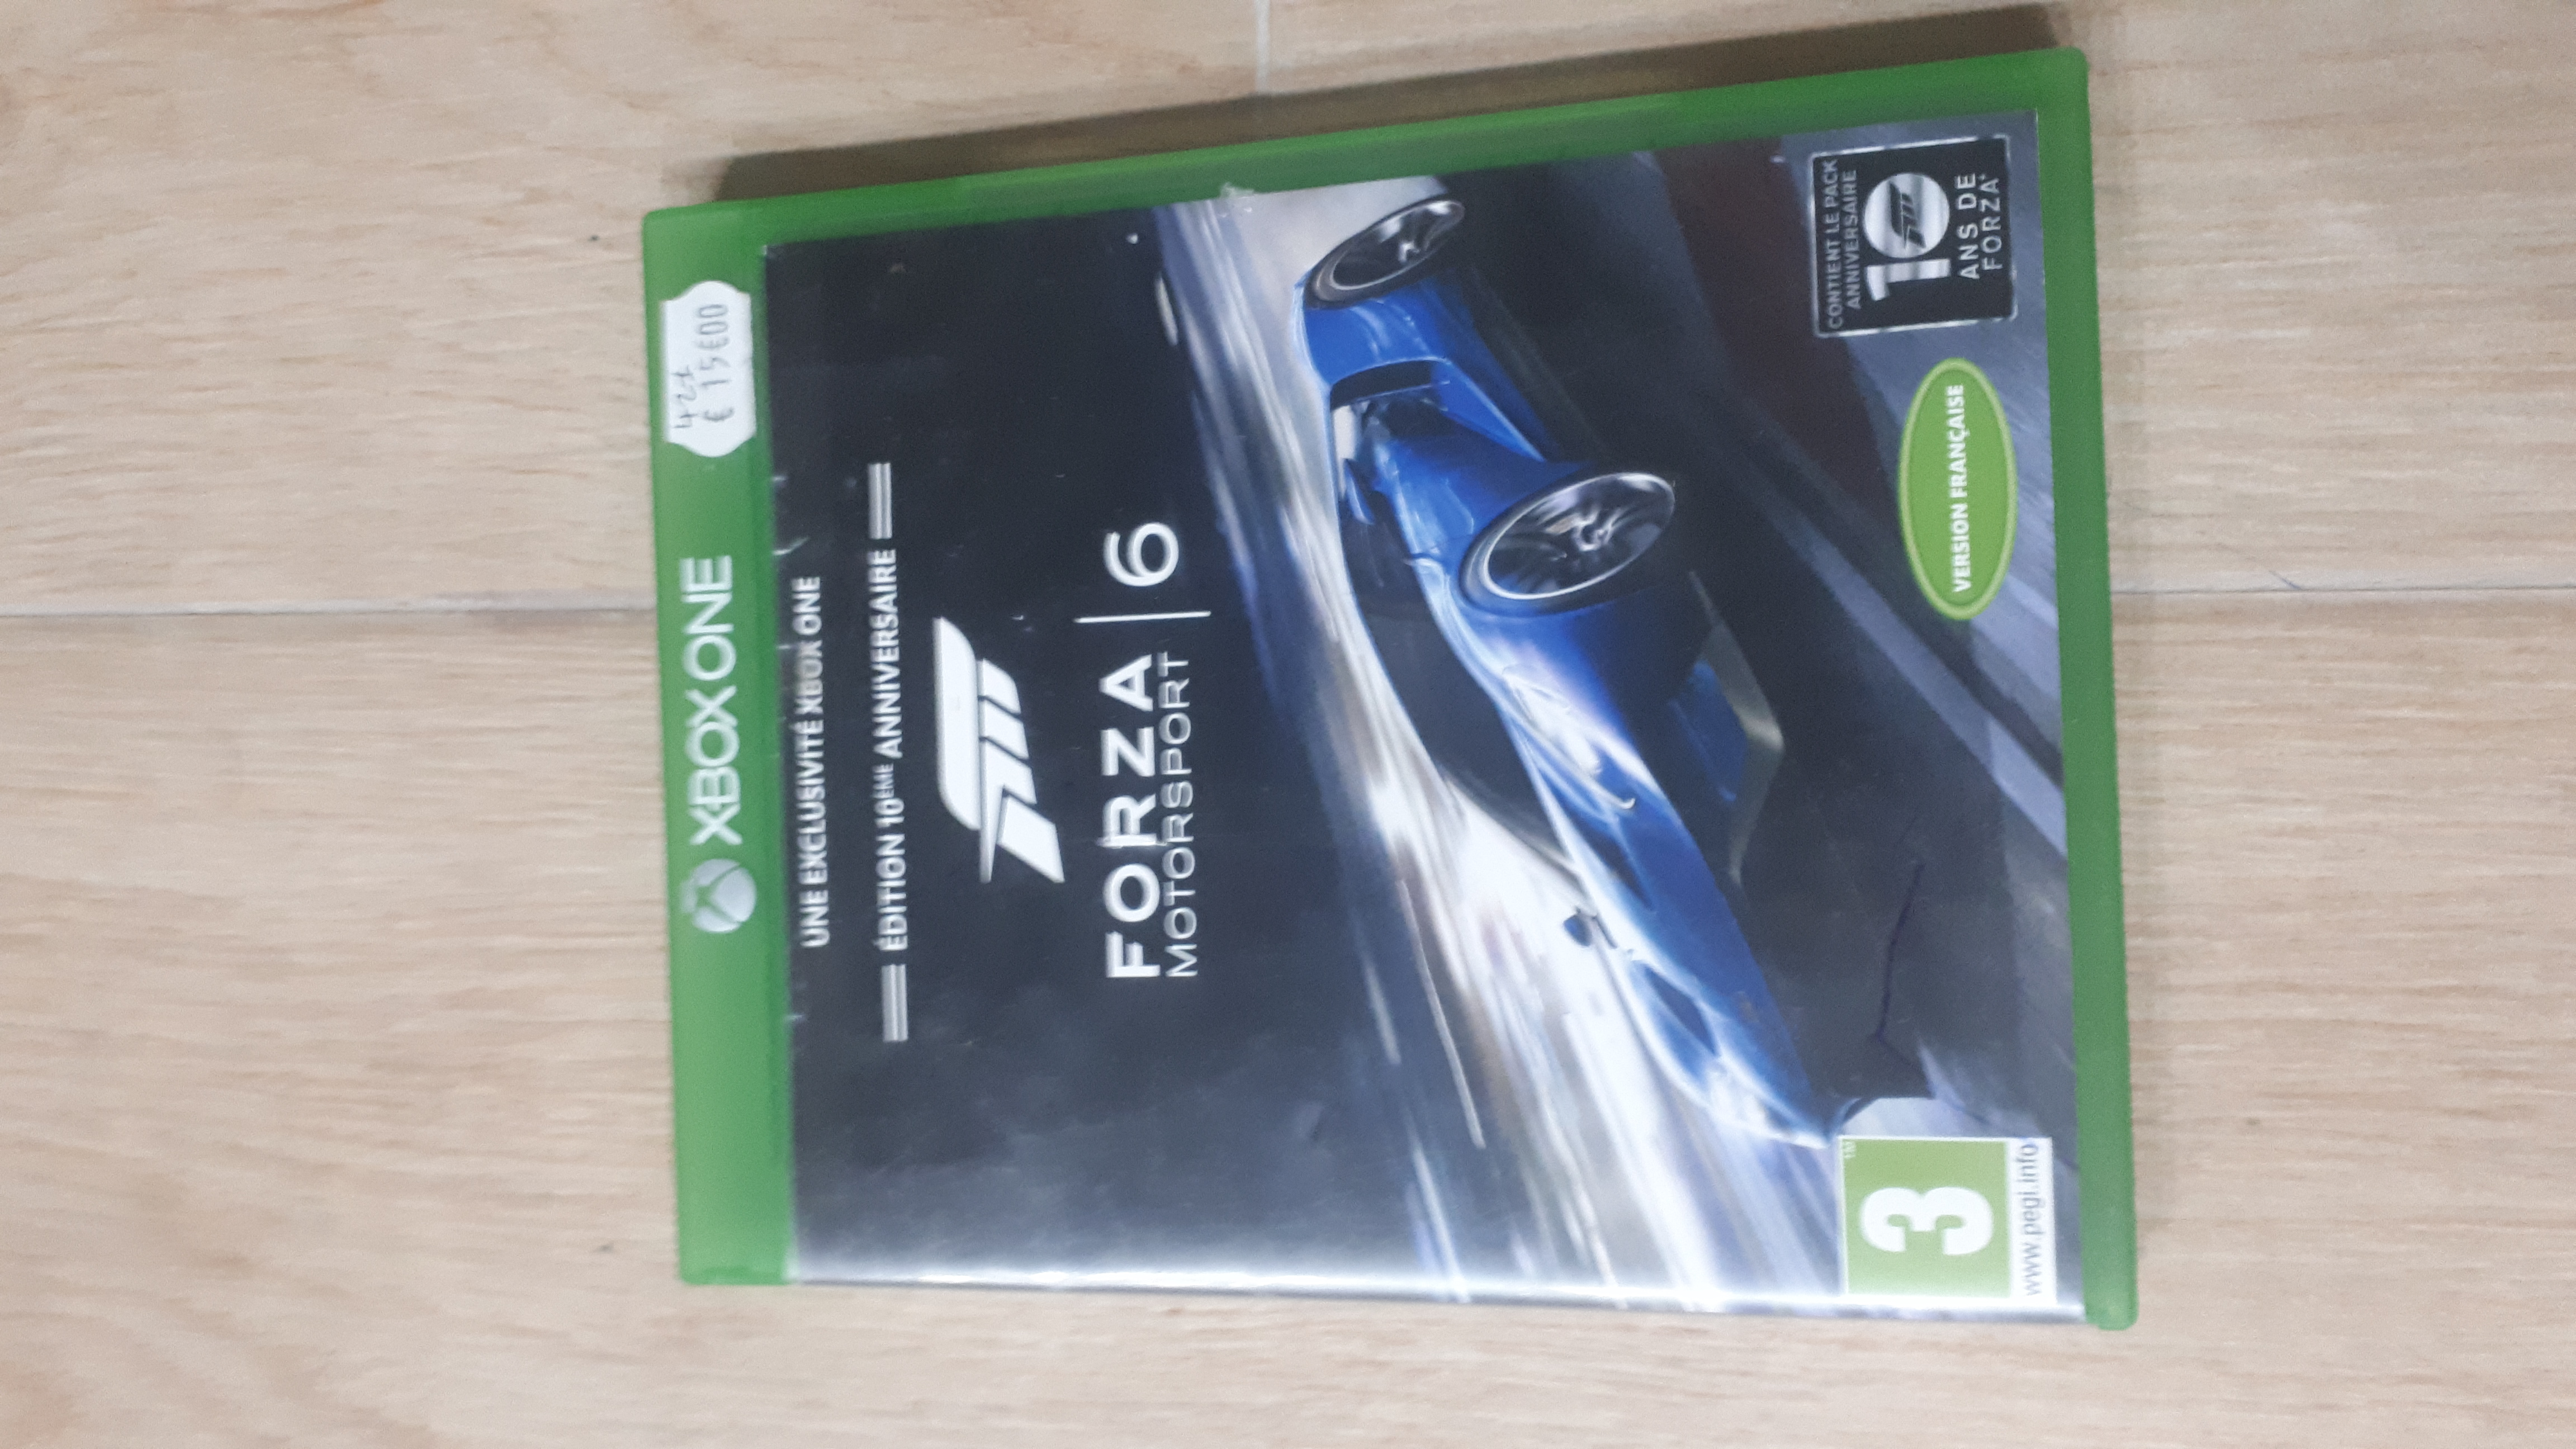 XBOX ONE
421
€ 15€00
UNE EXCLUSIVITÉ XBOX ONE
ÉDITION 10ÈME ANNIVERSAIRE
FORZA
MOTORSPORT
6
3
TM
www.pegi.info
VERSION FRANÇAISE
CONTIENT LE PACK
ANNIVERSAIRE
10
ANS DE
FORZA